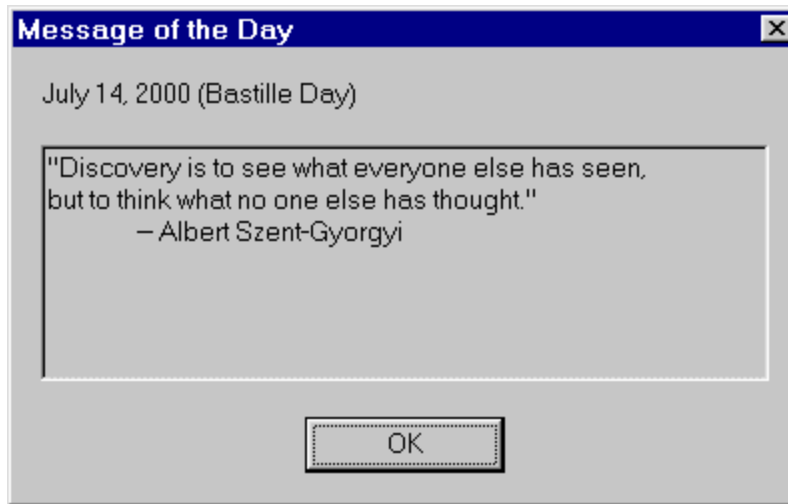 Message of the Day
July 14, 2000 (Bastille Day)
"Discovery is to see what everyone else has seen,
but to think what no one else has thought."
– Albert Szent-Gyorgyi
OK